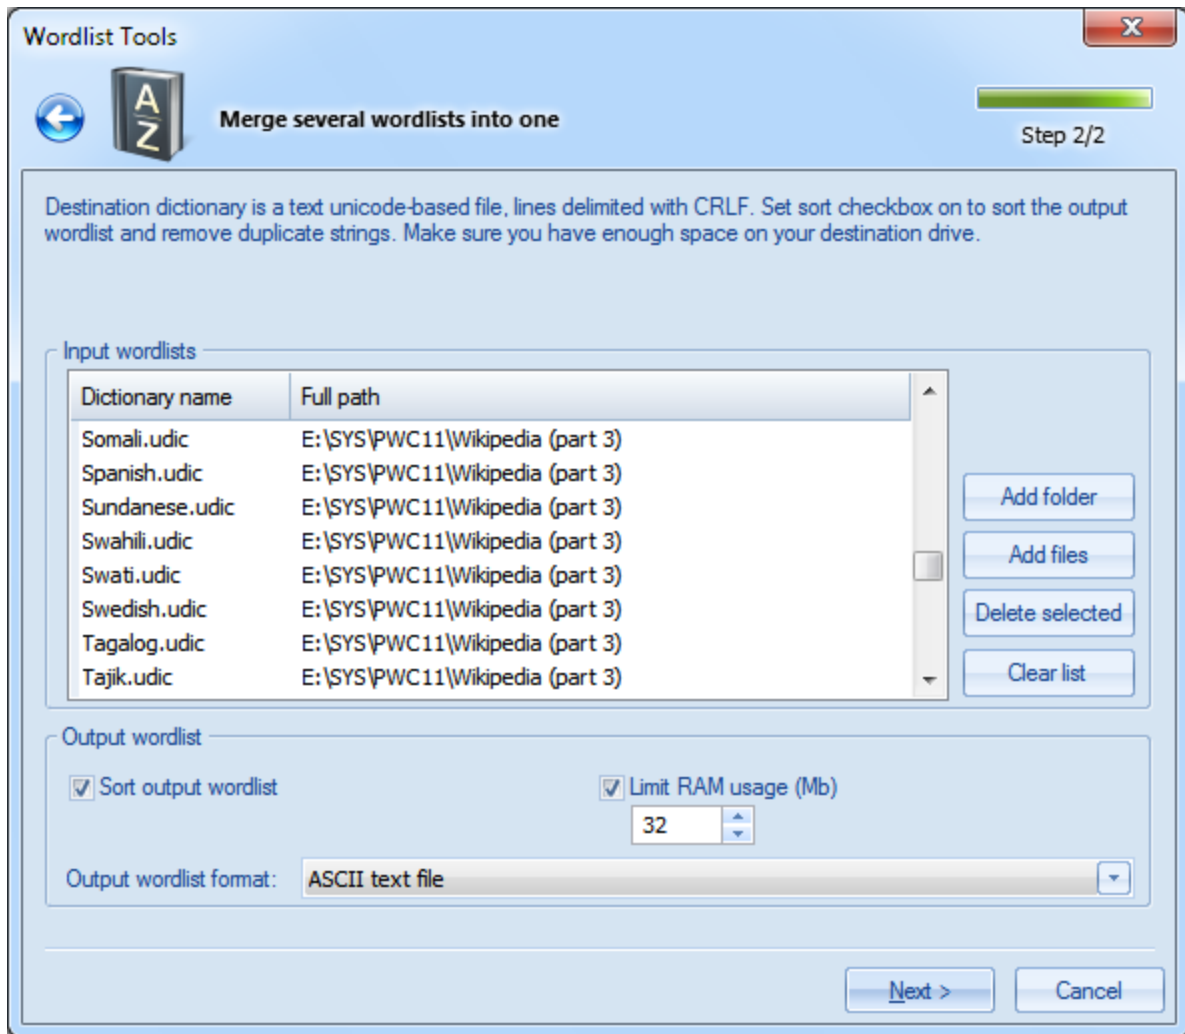 Wordlist Tools
A
Z
Merge several wordlists into one
Step 2/2
Destination dictionary is a text unicode-based file, lines delimited with CRLF. Set sort checkbox on to sort the output
wordlist and remove duplicate strings. Make sure you have enough space on your destination drive.
Input wordlists
Dictionary name Full path
Somali.udic E:\SYS\PWC11\Wikipedia (part 3)
Spanish.udic E:\SYS\PWC11\Wikipedia (part 3)
Sundanese.udic E:\SYS\PWC11\Wikipedia (part 3)
Swahili.udic E:\SYS\PWC11\Wikipedia (part 3)
Swati.udic E:\SYS\PWC11\Wikipedia (part 3)
Swedish.udic E:\SYS\PWC11\Wikipedia (part 3)
Tagalog.udic E:\SYS\PWC11\Wikipedia (part 3)
Tajik.udic E:\SYS\PWC11\Wikipedia (part 3)
Add folder
Add files
Delete selected
Clear list
Output wordlist
Sort output wordlist Limit RAM usage (Mb)
32
Output wordlist format: ASCII text file
Next > Cancel